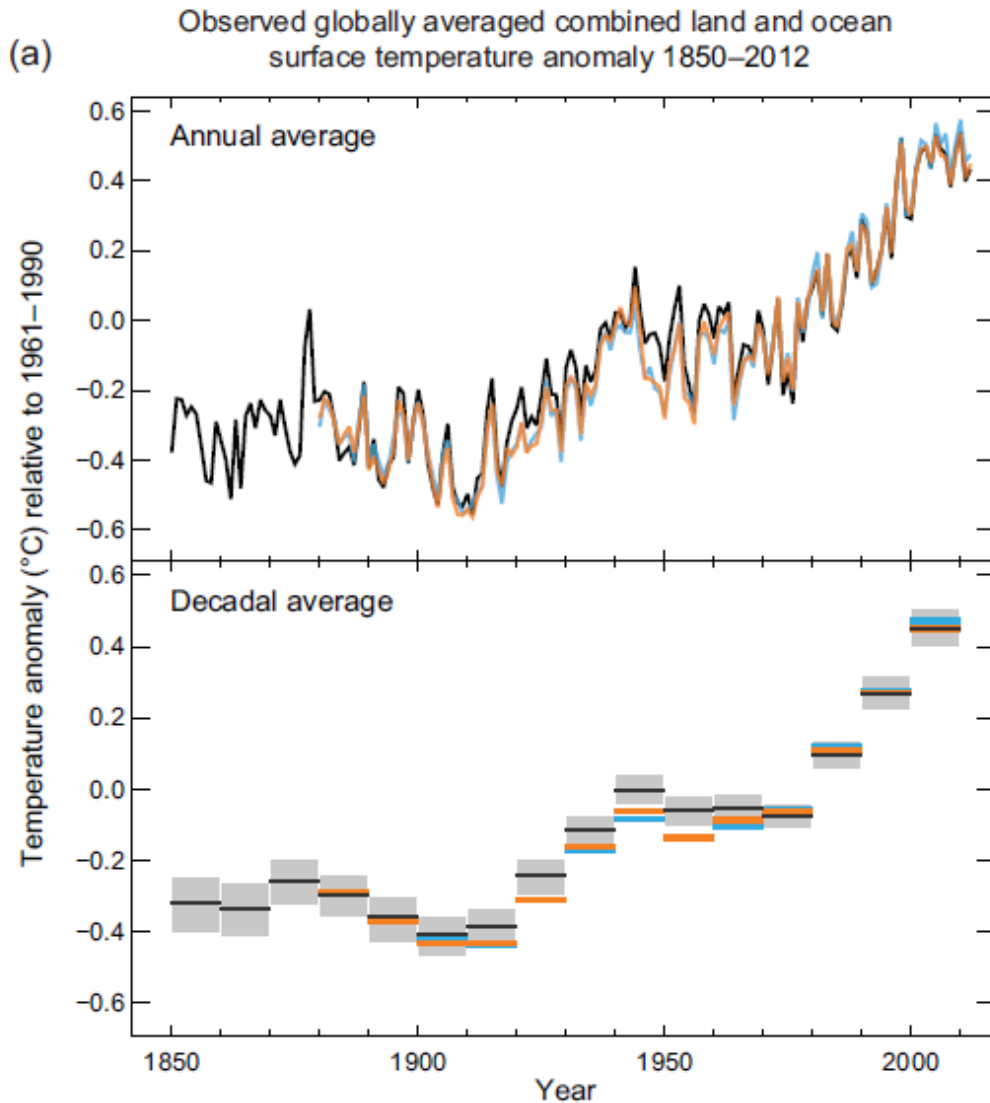 (a)
Observed globally averaged combined land and ocean
surface temperature anomaly 1850–2012
Temperature anomaly (°C) relative to 1961–1990
Annual average
0.6
0.4
0.2
0.0
−0.2
−0.4
−0.6
Decadal average
0.6
0.4
0.2
0.0
−0.2
−0.4
−0.6
1850
1900
1950
2000
Year